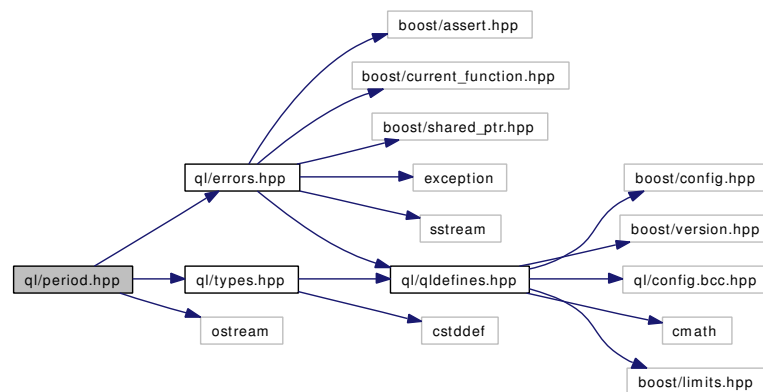 boost/assert.hpp
boost/current_function.hpp
boost/shared_ptr.hpp
ql/errors.hpp
exception
boost/config.hpp
sstream
boost/version.hpp
ql/period.hpp
ql/types.hpp
ql/qldefines.hpp
ql/config.bcc.hpp
ostream
cstddef
cmath
boost/limits.hpp